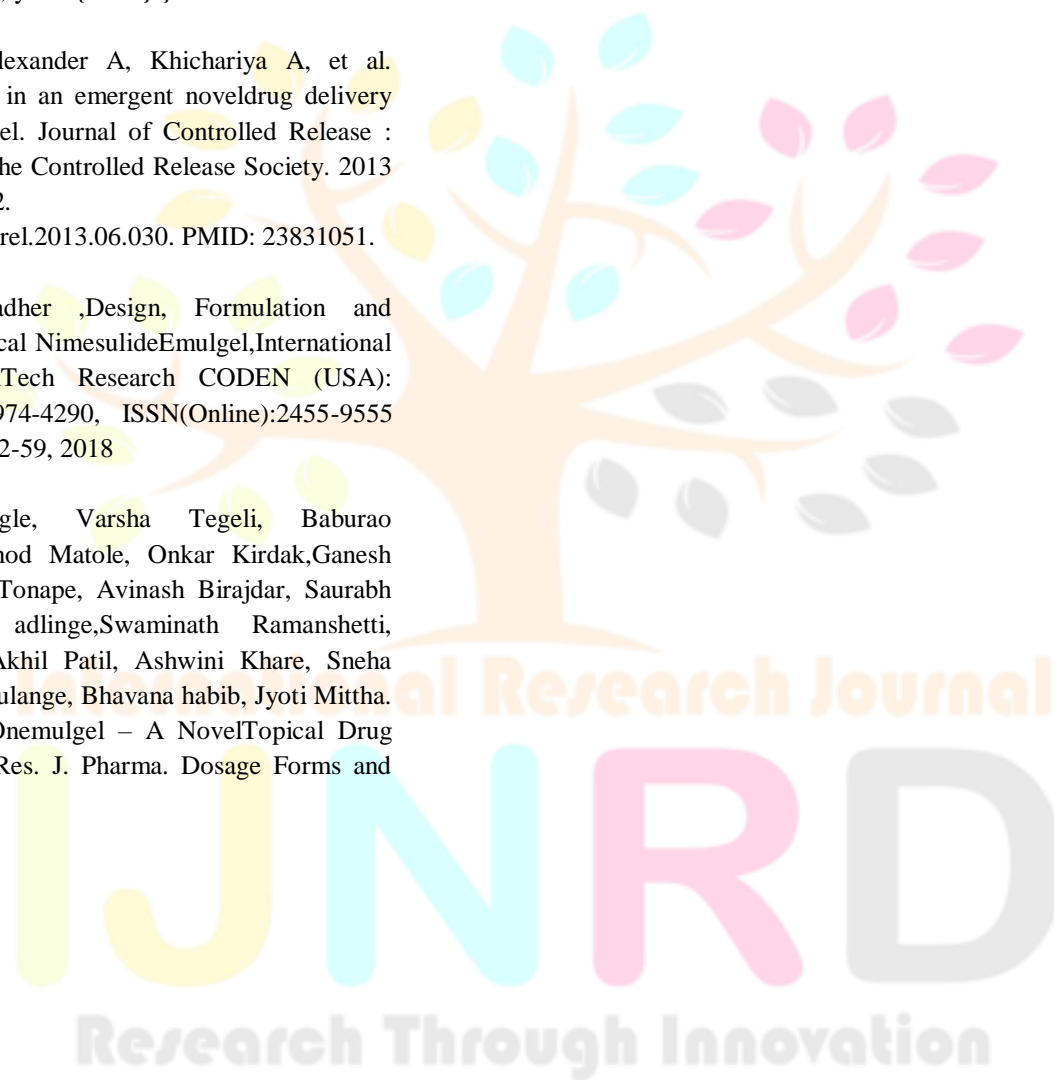 lexander A, Khichariya A, et al.
in an emergent noveldrug delivery
el. Journal of Controlled Release :
he Controlled Release Society. 2013
2.
rel.2013.06.030. PMID: 23831051.
adher ,Design, Formulation and
cal NimesulideEmulgel,International
Tech Research CODEN (USA):
974-4290, ISSN(Online):2455-9555
2-59, 2018
gle, Varsha Tegeli, Baburao
nod Matole, Onkar Kirdak,Ganesh
Tonape, Avinash Birajdar, Saurabh
adlinge,Swaminath Ramanshetti,
Akhil Patil, Ashwini Khare, Sneha
ulange, Bhavana habib, Jyoti Mittha.
Onemulgel – A NovelTopical Drug
Res. J. Pharma. Dosage Forms and
International Research Journal
IJNRD
Research Through Innovation